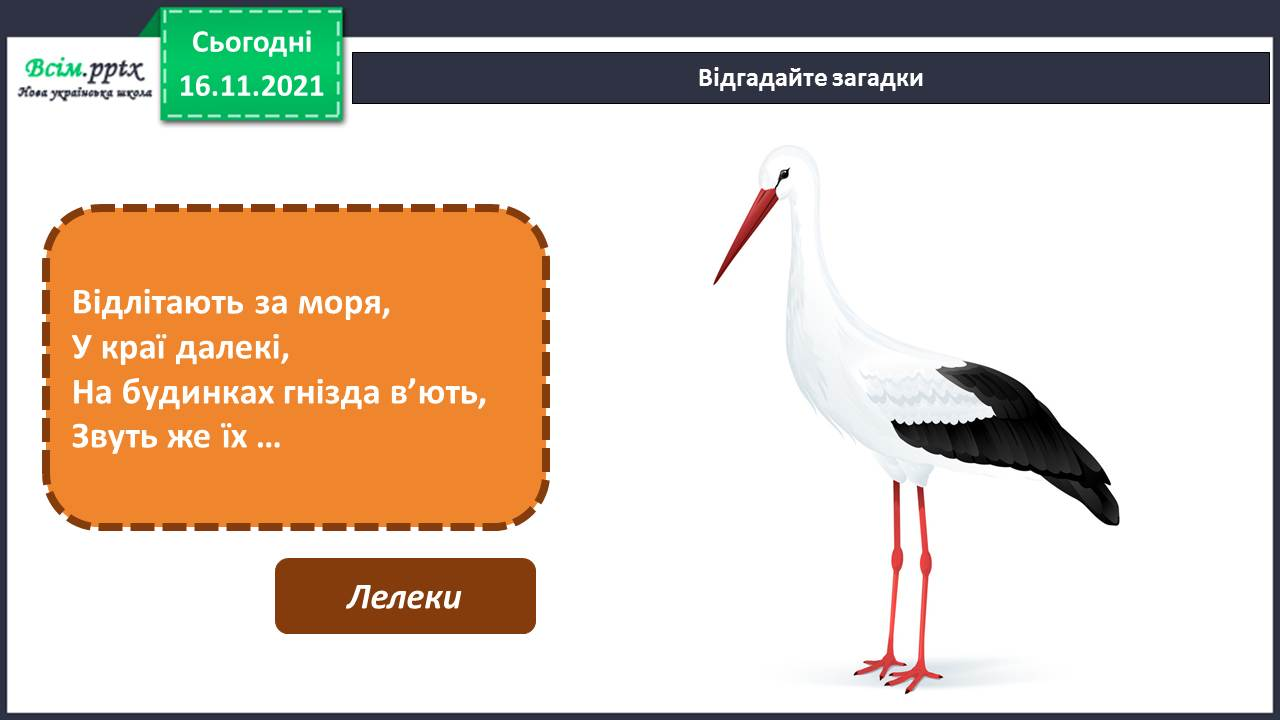 Всім.pptx
Нова українська школа
Сьогодні
16.11.2021
Відгадайте загадки
Відлітають за моря,
У краї далекі,
На будинках гнізда в’ють,
Звуть же їх …
Лелеки